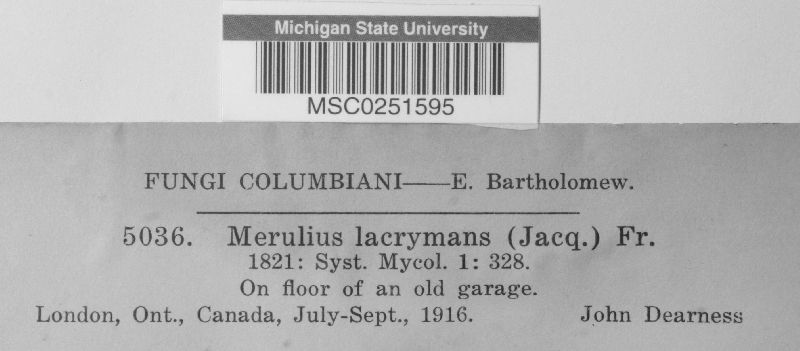 Michigan State University
MSC0251595
FUNGI COLUMBIANI——E. Bartholomew.
5036. Merulius lacrymans (Jacq.) Fr.
1821: Syst. Mycol. 1: 328.
On floor of an old garage.
London, Ont., Canada, July-Sept., 1916. John Dearness